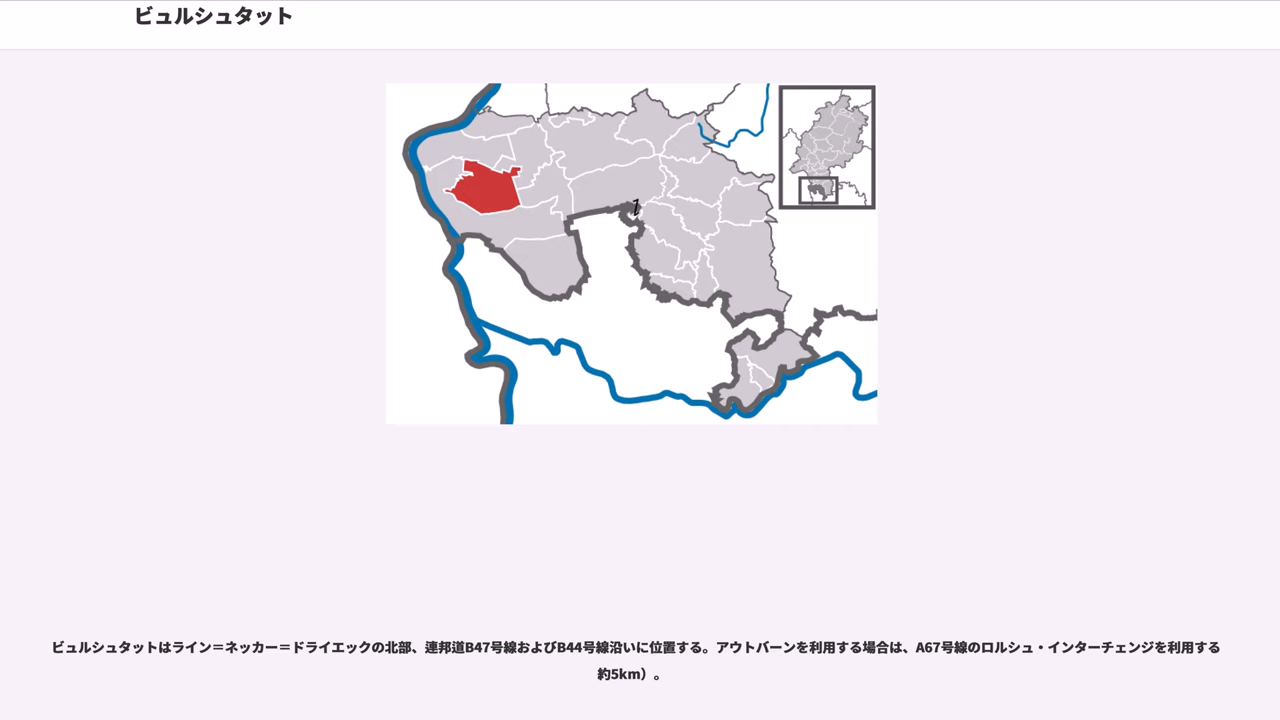 ビュルシュタット
z
ビュルシュタットはライン＝ネッカー＝ドライエックの北部、連邦道B47号線およびB44号線沿いに位置する。アウトバーンを利用する場合は、A67号線のロルシュ・インターチェンジを利用する
約5km）。